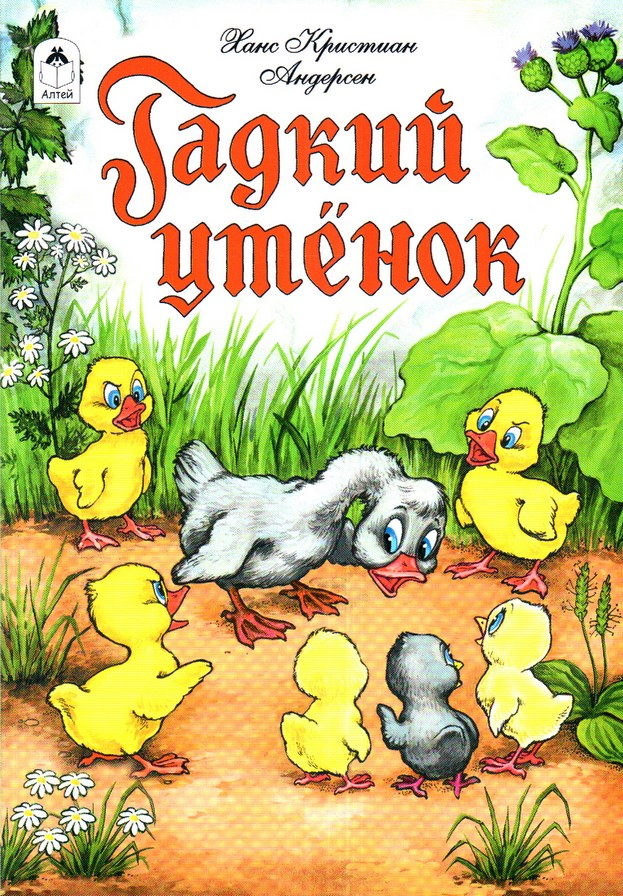 Ханс Кристиан
Андерсен
Алтей
Гадкий
утёнок